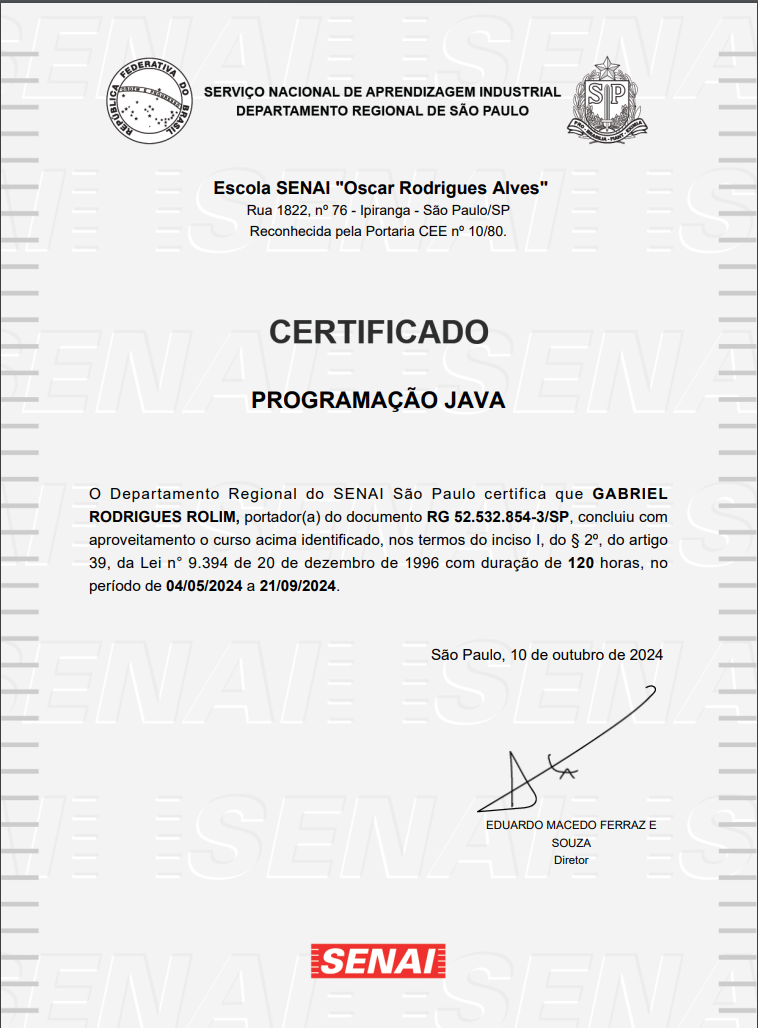 REPÚBLICA FEDERATIVA DO BRASIL
ORDEM E PROGRESSO
SERVIÇO NACIONAL DE APRENDIZAGEM INDUSTRIAL
DEPARTAMENTO REGIONAL DE SÃO PAULO
SP
Escola SENAI "Oscar Rodrigues Alves"
Rua 1822, nº 76 - Ipiranga - São Paulo/SP
Reconhecida pela Portaria CEE nº 10/80.
CERTIFICADO
PROGRAMAÇÃO JAVA
O Departamento Regional do SENAI São Paulo certifica que GABRIEL
RODRIGUES ROLIM, portador(a) do documento RG 52.532.854-3/SP, concluiu com
aproveitamento o curso acima identificado, nos termos do inciso I, do § 2º, do artigo
39, da Lei n° 9.394 de 20 de dezembro de 1996 com duração de 120 horas, no
período de 04/05/2024 a 21/09/2024.
São Paulo, 10 de outubro de 2024
EDUARDO MACEDO FERRAZ E
SOUZA
Diretor
SENAI